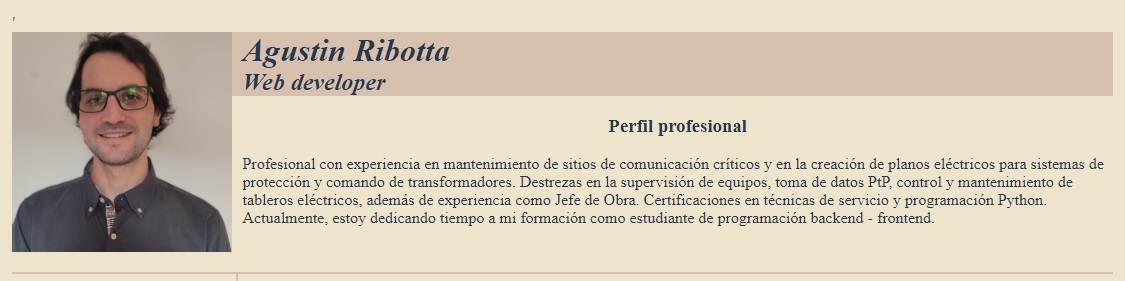 ,
Agustin Ribotta
Web developer
Perfil profesional
Profesional con experiencia en mantenimiento de sitios de comunicación críticos y en la creación de planos eléctricos para sistemas de
protección y comando de transformadores. Destrezas en la supervisión de equipos, toma de datos PtP, control y mantenimiento de
tableros eléctricos, además de experiencia como Jefe de Obra. Certificaciones en técnicas de servicio y programación Python.
Actualmente, estoy dedicando tiempo a mi formación como estudiante de programación backend - frontend.